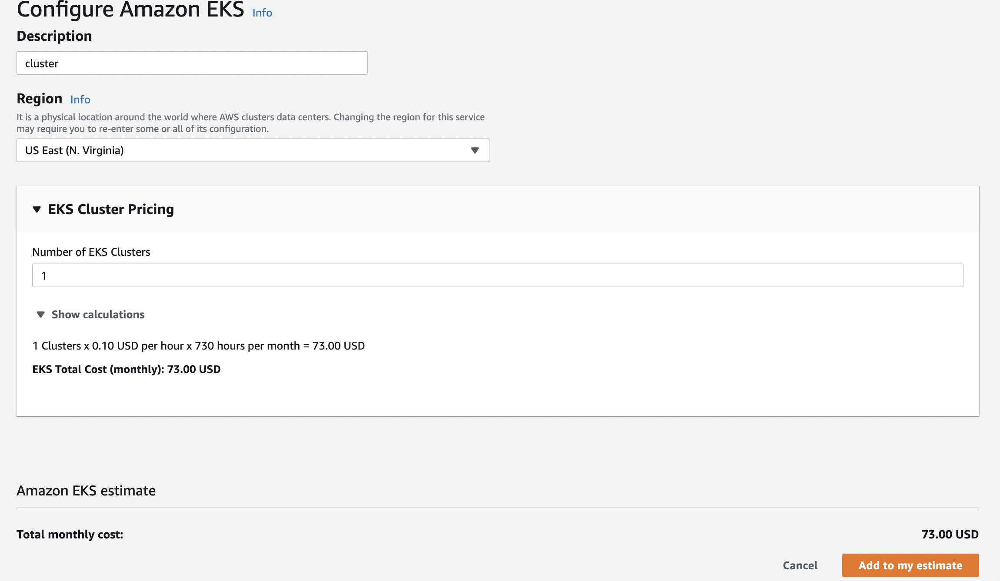 Configure Amazon EKS Info
Description
cluster
Region Info
It is a physical location around the world where AWS clusters data centers. Changing the region for this service
may require you to re-enter some or all of its configuration.
US East (N. Virginia)
EKS Cluster Pricing
Number of EKS Clusters
1
Show calculations
1 Clusters x 0.10 USD per hour x 730 hours per month = 73.00 USD
EKS Total Cost (monthly): 73.00 USD
Amazon EKS estimate
Total monthly cost: 73.00 USD
Cancel Add to my estimate